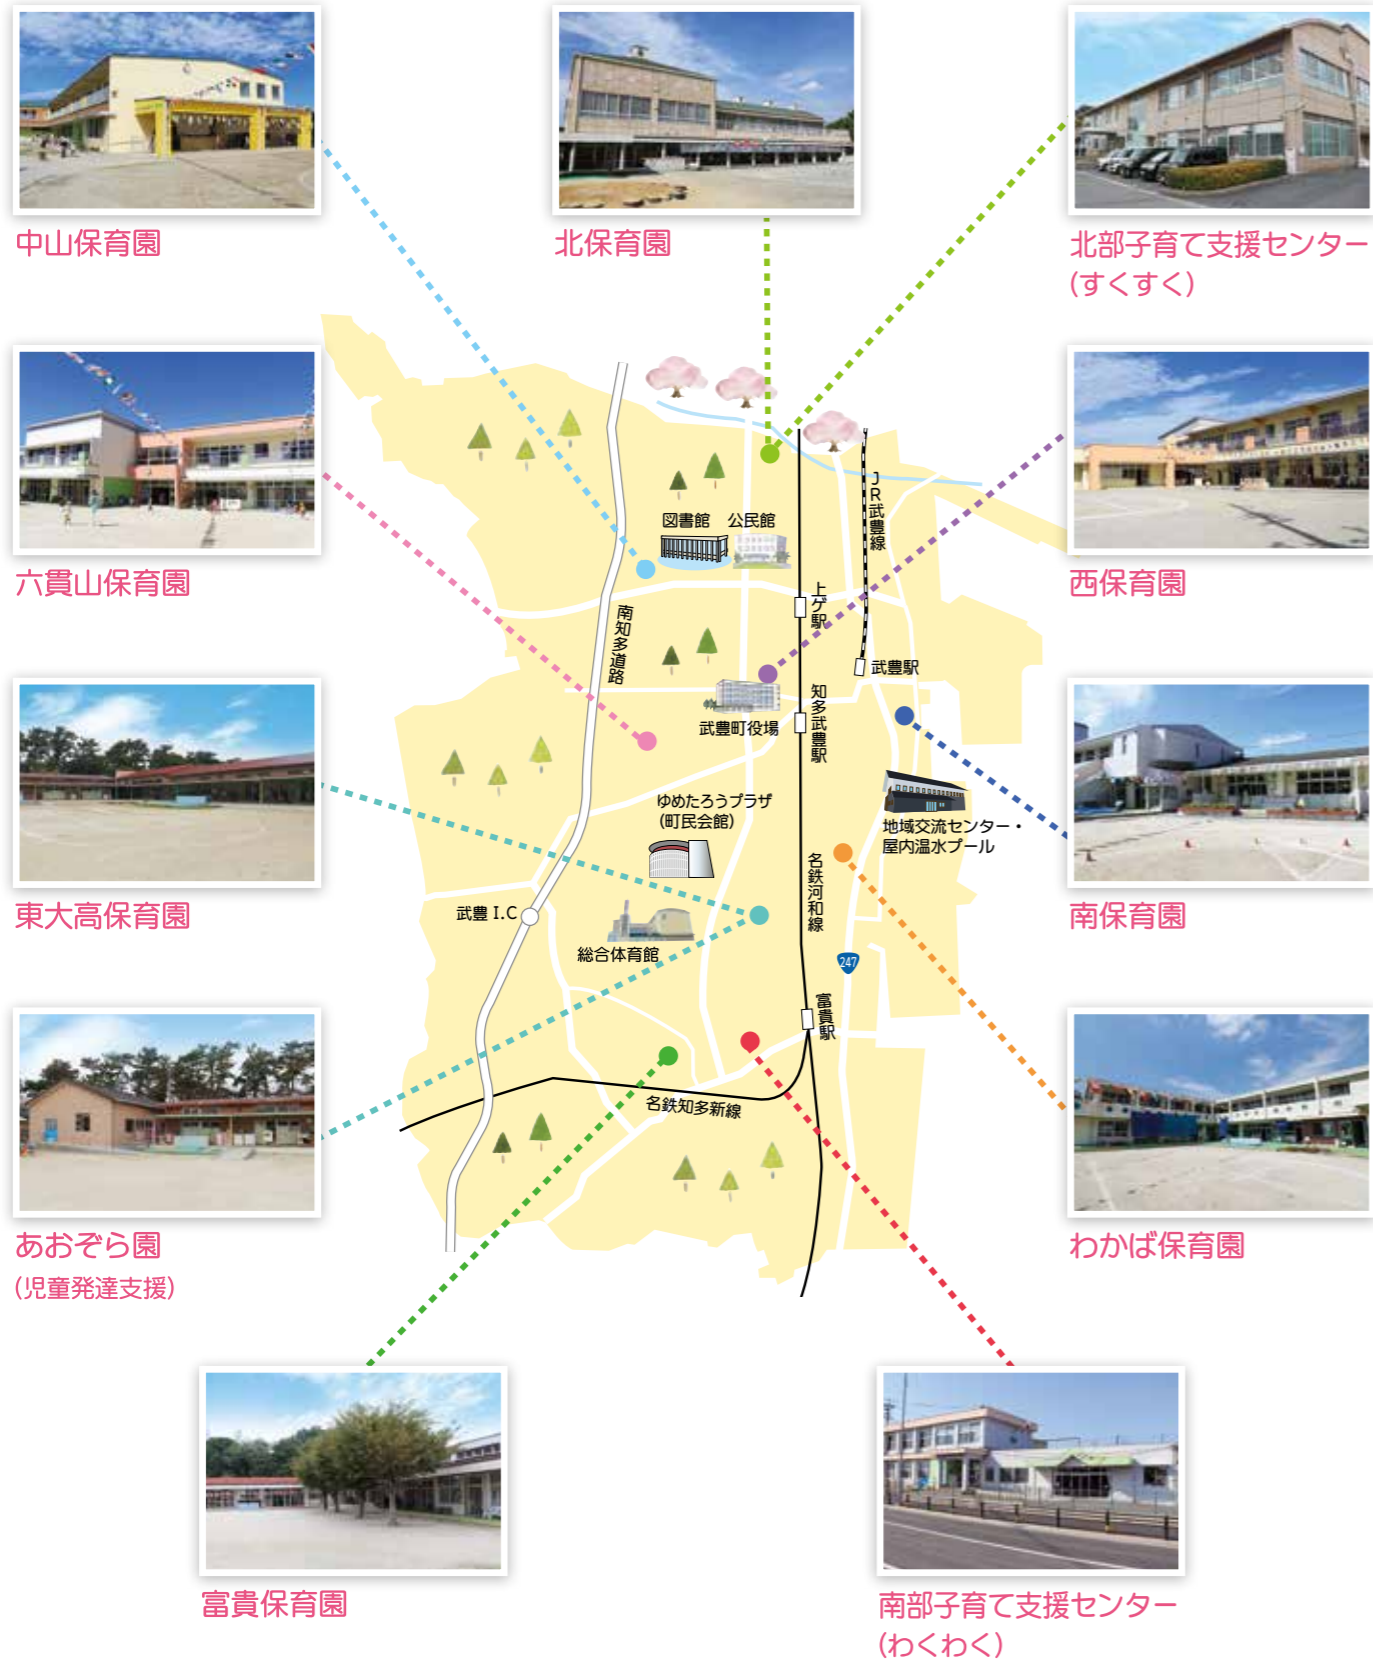 中山保育園
北保育園
北部子育て支援センター
(すくすく)
六貫山保育園
西保育園
東大高保育園
南保育園
あおぞら園
(児童発達支援)
わかば保育園
富貴保育園
南部子育て支援センター
(わくわく)
図書館
公民館
JR武豊線
上ゲ駅
南知多道路
武豊駅
知多武豊駅
武豊町役場
ゆめたろうプラザ
(町民会館)
地域交流センター・
屋内温水プール
名鉄河和線
武豊 I.C
総合体育館
247
富貴駅
名鉄知多新線